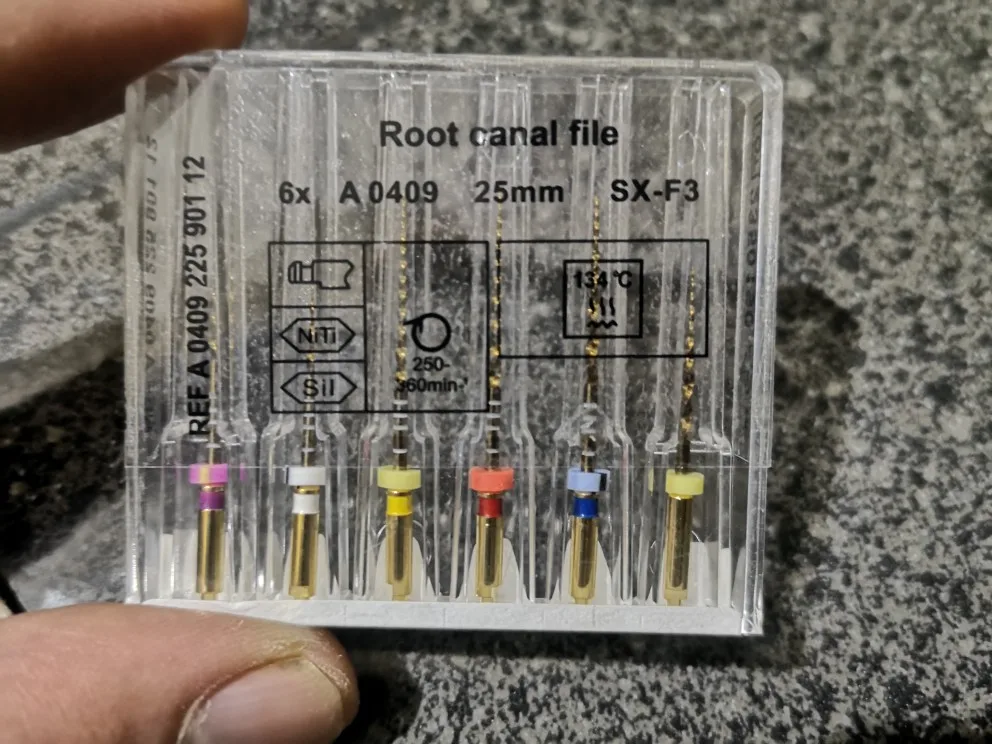 Root canal file
6x A 0409 25mm SX-F3
REF A 0409 225 901 12
NiTi
Sil
250-
360min-¹
134 °C